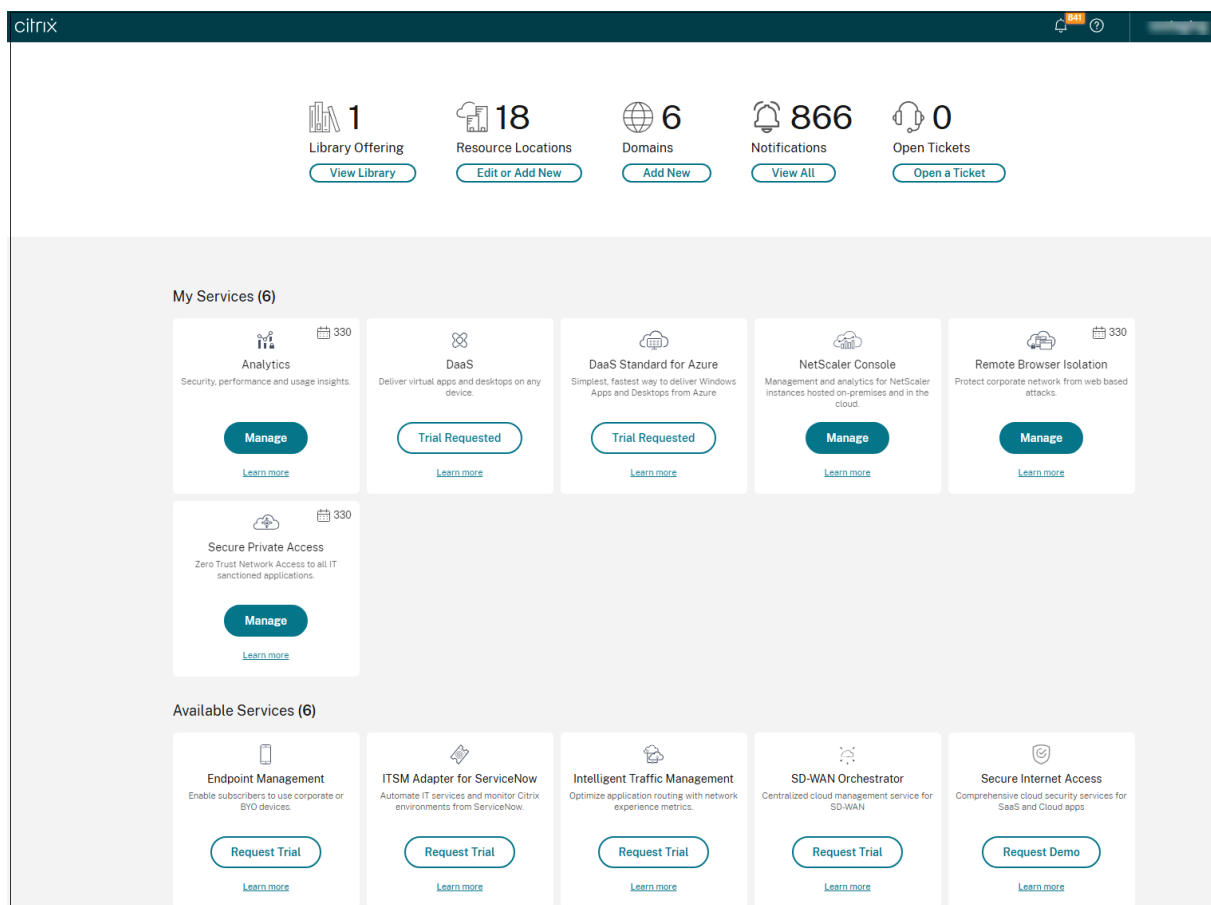 citrix
841
1
18
6
866
0
Library Offering
Resource Locations
Domains
Notifications
Open Tickets
View Library
Edit or Add New
Add New
View All
Open a Ticket
My Services (6)
330
Analytics
Security, performance and usage insights.
Manage
Learn more
DaaS
Deliver virtual apps and desktops on any
device.
Trial Requested
Learn more
DaaS Standard for Azure
Simplest, fastest way to deliver Windows
Apps and Desktops from Azure
Trial Requested
Learn more
NetScaler Console
Management and analytics for NetScaler
instances hosted on-premises and in the
cloud.
Manage
Learn more
330
Remote Browser Isolation
Protect corporate network from web based
attacks.
Manage
Learn more
330
Secure Private Access
Zero Trust Network Access to all IT
sanctioned applications.
Manage
Learn more
Available Services (6)
Endpoint Management
Enable subscribers to use corporate or
BYO devices.
Request Trial
Learn more
ITSM Adapter for ServiceNow
Automate IT services and monitor Citrix
environments from ServiceNow.
Request Trial
Learn more
Intelligent Traffic Management
Optimize application routing with network
experience metrics.
Request Trial
Learn more
SD-WAN Orchestrator
Centralized cloud management service for
SD-WAN
Request Trial
Learn more
Secure Internet Access
Comprehensive cloud security services for
SaaS and Cloud apps
Request Demo
Learn more